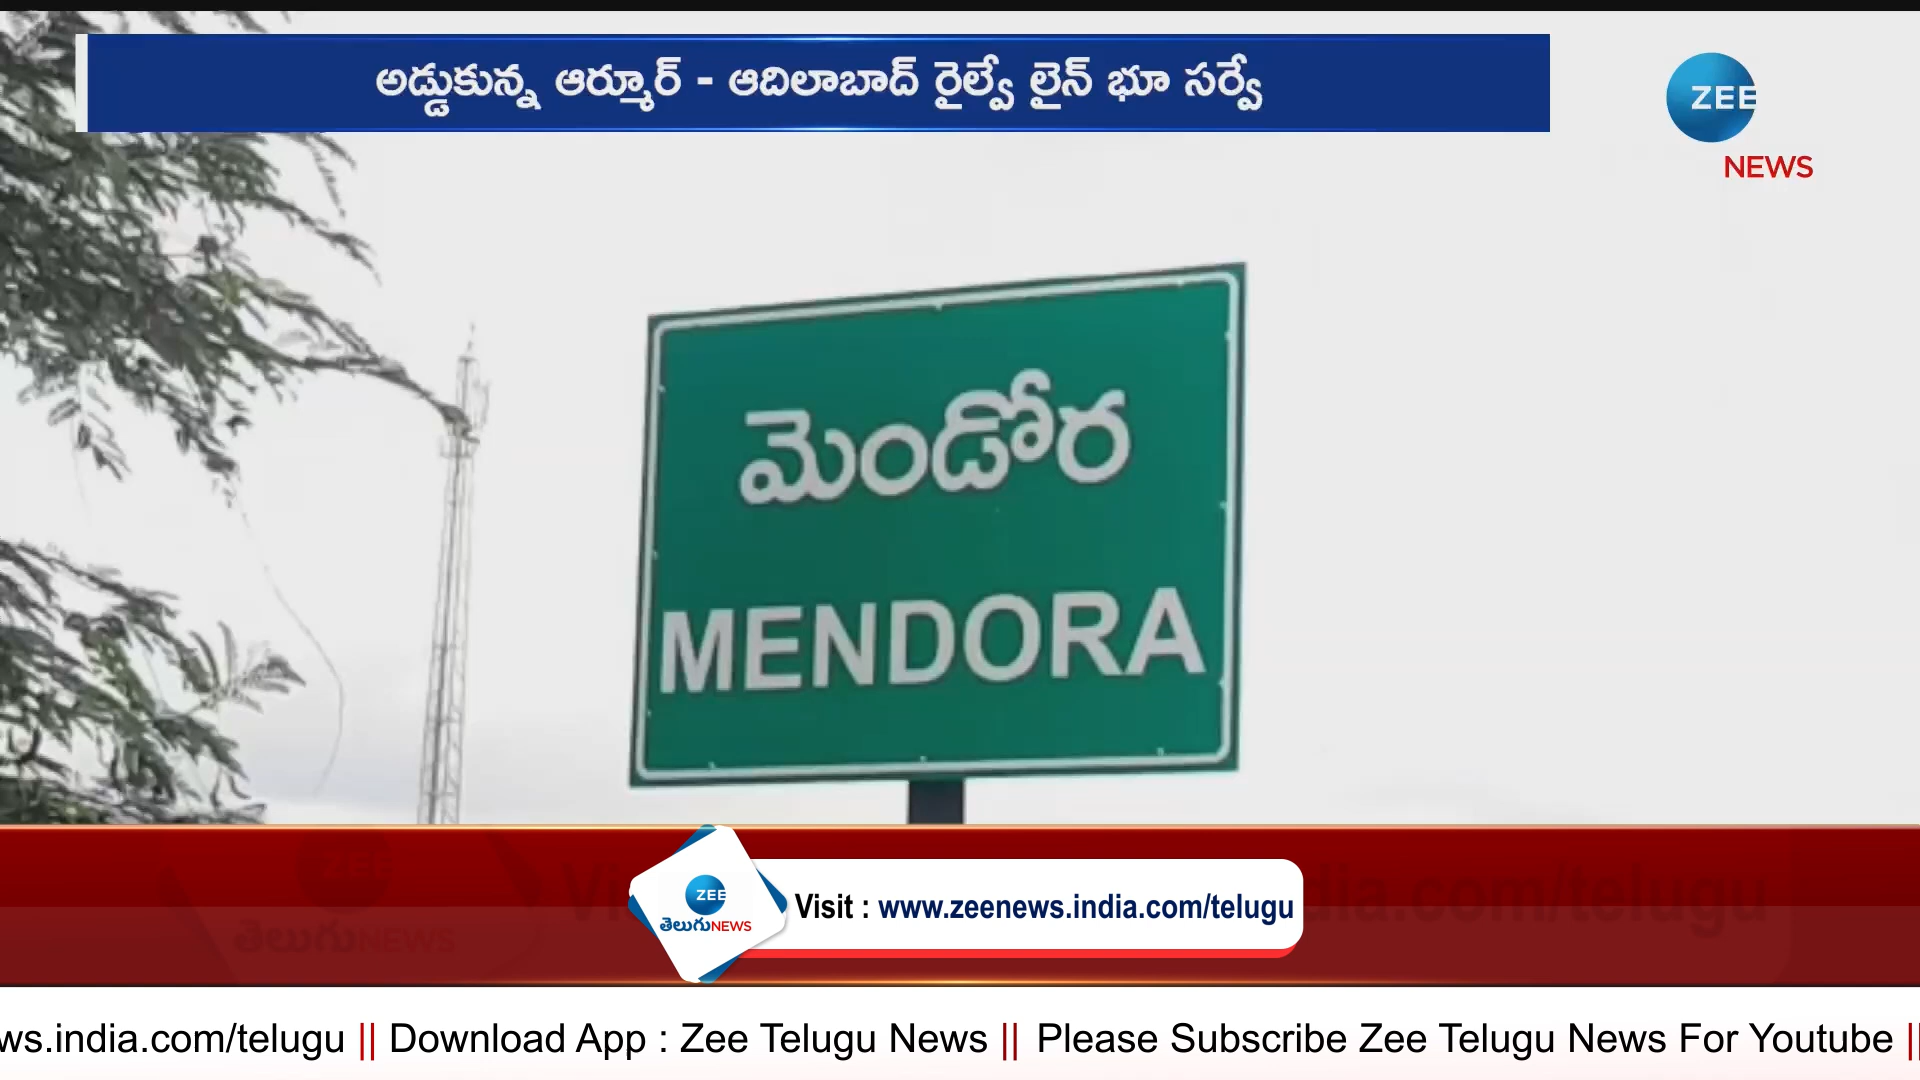 అడ్డుకున్న ఆర్మూర్ - ఆదిలాబాద్ రైల్వే లైన్ భూ సర్వే
ZEE
NEWS
మెండోర
MENDORA
ZEE
తెలుగుNEWS
Visit : www.zeenews.india.com/telugu
ws.india.com/telugu || Download App : Zee Telugu News || Please Subscribe Zee Telugu News For Youtube ||